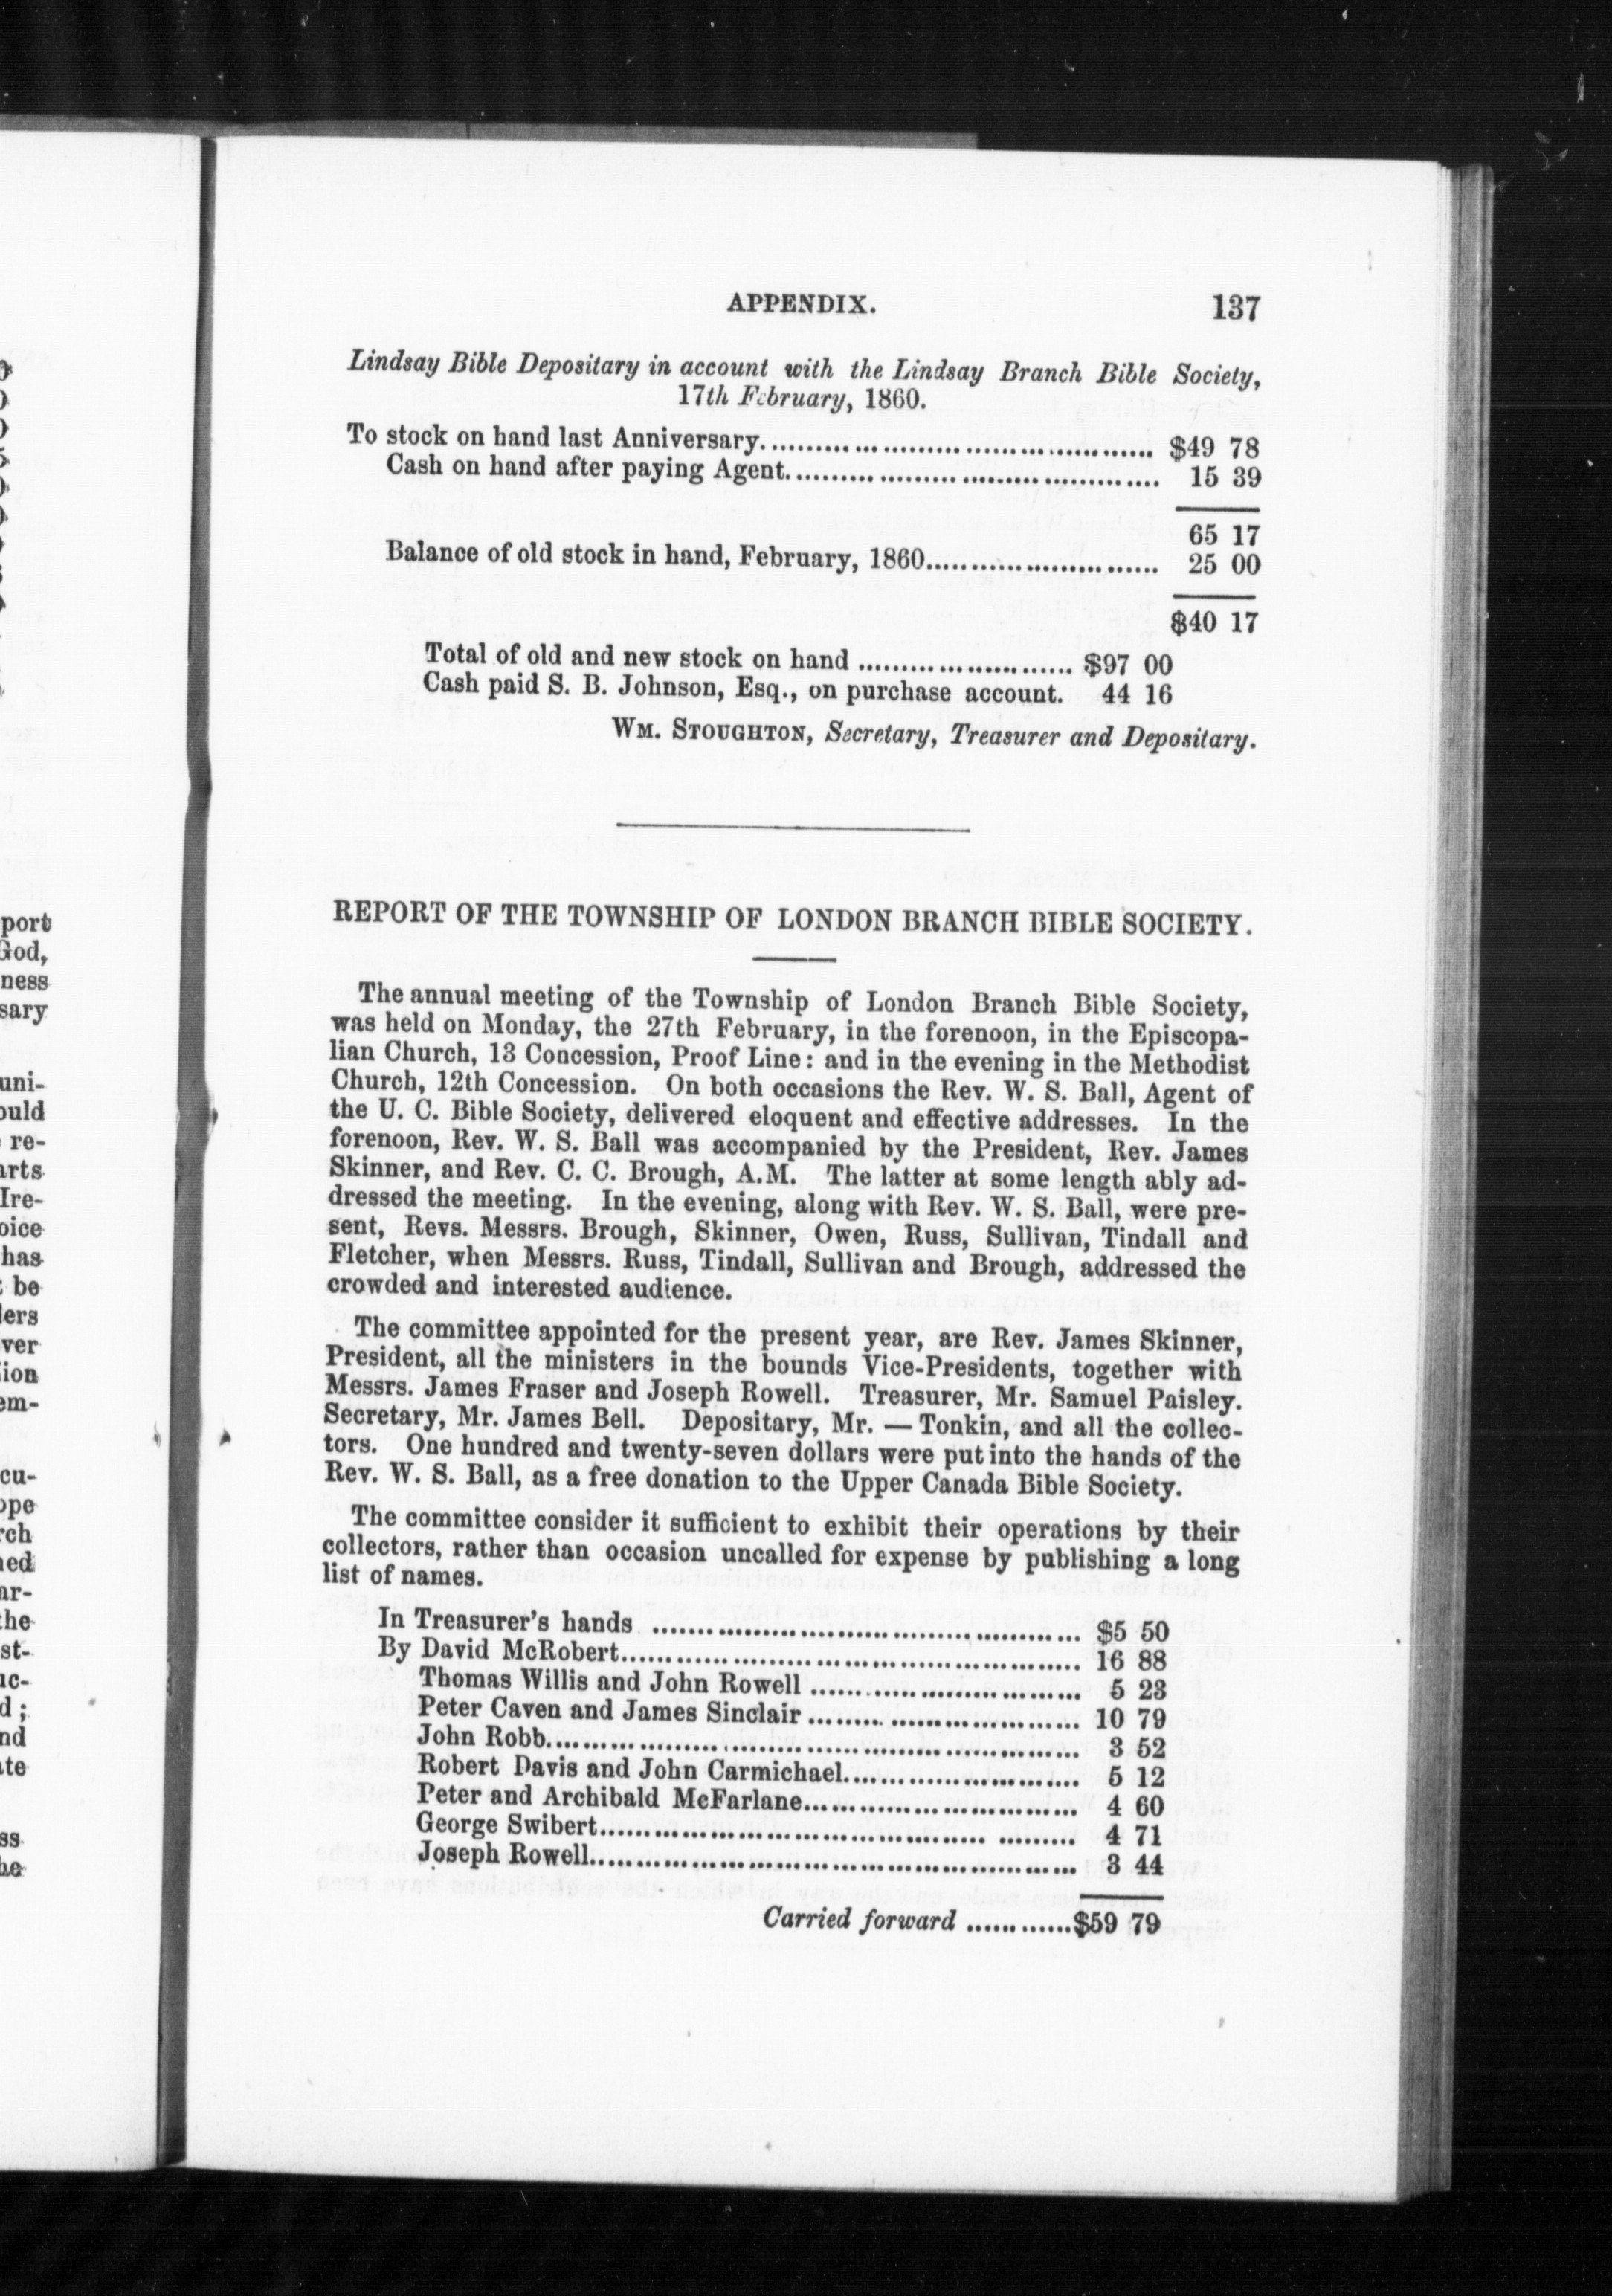 APPENDIX. 137
Lindsay Bible Depositary in account with the Lindsay Branch Bible Society,
17th February, 1860.
To stock on hand last Anniversary........................................ $49 78
Cash on hand after paying Agent........................................ 15 39
65 17
Balance of old stock in hand, February, 1860.......................... 25 00
$40 17
Total of old and new stock on hand ........................ $97 00
Cash paid S. B. Johnson, Esq., on purchase account. 44 16
WM. STOUGHTON, Secretary, Treasurer and Depositary.
REPORT OF THE TOWNSHIP OF LONDON BRANCH BIBLE SOCIETY.
The annual meeting of the Township of London Branch Bible Society,
was held on Monday, the 27th February, in the forenoon, in the Episcopa-
lian Church, 13 Concession, Proof Line: and in the evening in the Methodist
Church, 12th Concession. On both occasions the Rev. W. S. Ball, Agent of
the U. C. Bible Society, delivered eloquent and effective addresses. In the
forenoon, Rev. W. S. Ball was accompanied by the President, Rev. James
Skinner, and Rev. C. C. Brough, A.M. The latter at some length ably ad-
dressed the meeting. In the evening, along with Rev. W. S. Ball, were pre-
sent, Revs. Messrs. Brough, Skinner, Owen, Russ, Sullivan, Tindall and
Fletcher, when Messrs. Russ, Tindall, Sullivan and Brough, addressed the
crowded and interested audience.
The committee appointed for the present year, are Rev. James Skinner,
President, all the ministers in the bounds Vice-Presidents, together with
Messrs. James Fraser and Joseph Rowell. Treasurer, Mr. Samuel Paisley.
Secretary, Mr. James Bell. Depositary, Mr. — Tonkin, and all the collec-
tors. One hundred and twenty-seven dollars were put into the hands of the
Rev. W. S. Ball, as a free donation to the Upper Canada Bible Society.
The committee consider it sufficient to exhibit their operations by their
collectors, rather than occasion uncalled for expense by publishing a long
list of names.
In Treasurer's hands ................................................ $5 50
By David McRobert................................................... 16 88
Thomas Willis and John Rowell .............................. 5 23
Peter Caven and James Sinclair .............................. 10 79
John Robb............................................................ 3 52
Robert Davis and John Carmichael.......................... 5 12
Peter and Archibald McFarlane.............................. 4 60
George Swibert..................................................... 4 71
Joseph Rowell...................................................... 3 44
Carried forward ............$59 79